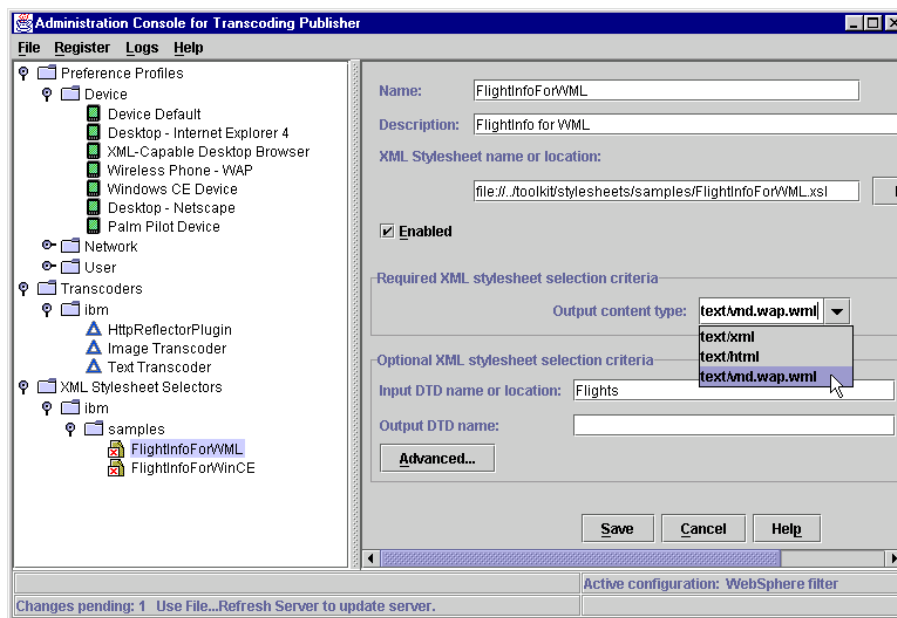 Administration Console for Transcoding Publisher
File Register Logs Help
Preference Profiles
Device
Device Default
Desktop - Internet Explorer 4
XML-Capable Desktop Browser
Wireless Phone - WAP
Windows CE Device
Desktop - Netscape
Palm Pilot Device
Network
User
Transcoders
ibm
HttpReflectorPlugin
Image Transcoder
Text Transcoder
XML Stylesheet Selectors
ibm
samples
FlightInfoForWML
FlightInfoForWinCE
Name: FlightInfoForWML
Description: FlightInfo for WML
XML Stylesheet name or location:
file://../toolkit/stylesheets/samples/FlightInfoForWML.xsl
Enabled
Required XML stylesheet selection criteria
Output content type: text/vnd.wap.wml
text/xml
text/html
text/vnd.wap.wml
Optional XML stylesheet selection criteria
Input DTD name or location: Flights
Output DTD name:
Advanced...
Save Cancel Help
Active configuration: WebSphere filter
Changes pending: 1 Use File...Refresh Server to update server.